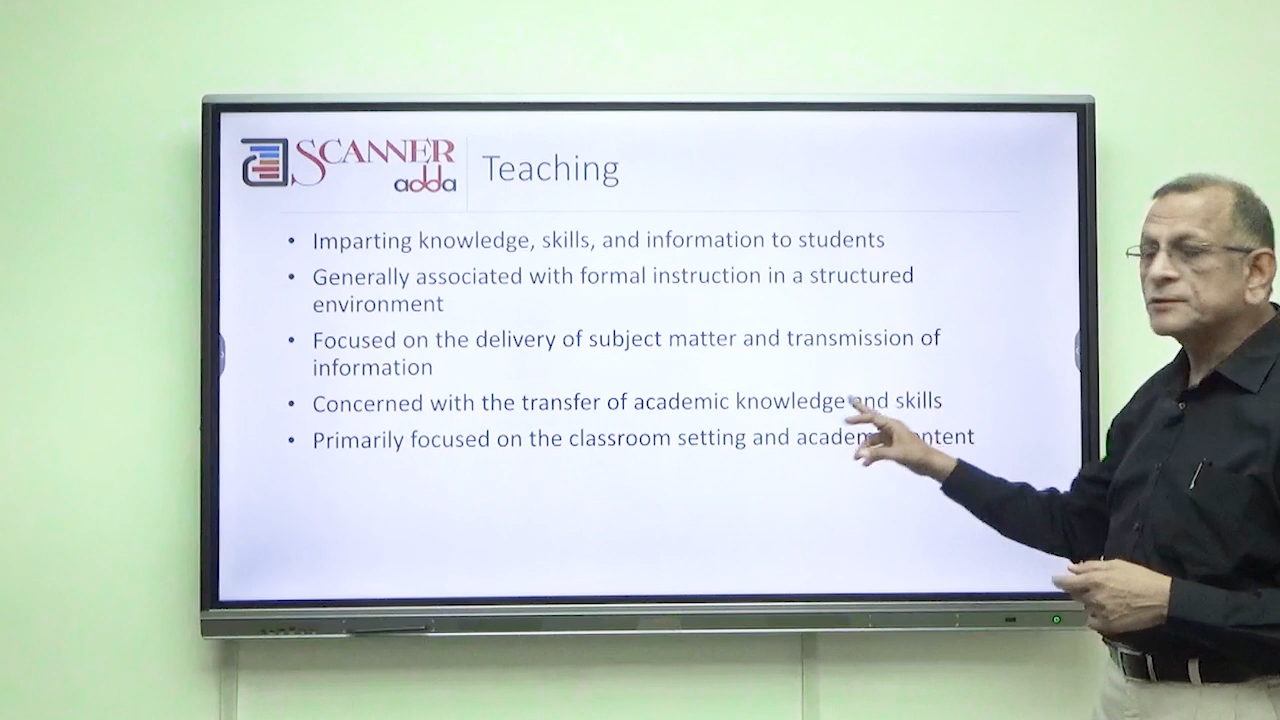 SCANNER
adda
Teaching
• Imparting knowledge, skills, and information to students
• Generally associated with formal instruction in a structured
environment
• Focused on the delivery of subject matter and transmission of
information
• Concerned with the transfer of academic knowledge and skills
• Primarily focused on the classroom setting and academic content